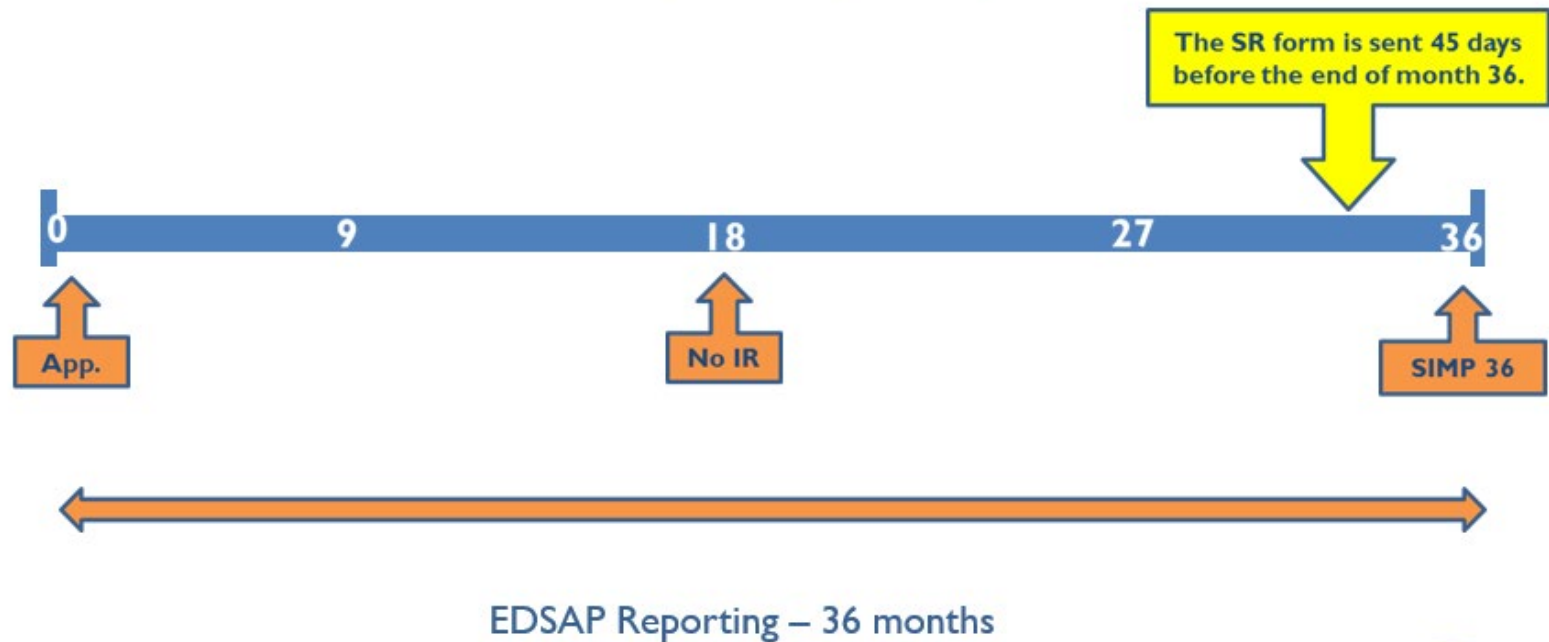 The SR form is sent 45 days
before the end of month 36.
0 9 18 27 36
App.
No IR
SIMP 36
EDSAP Reporting – 36 months